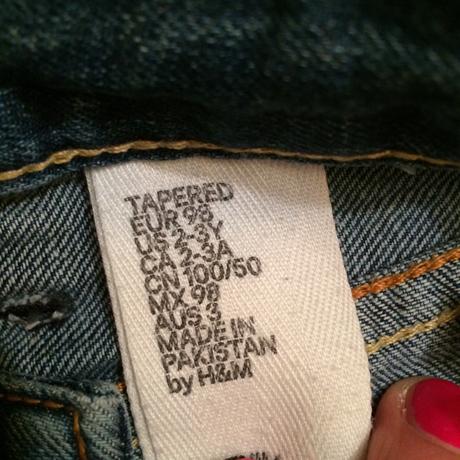 TAPERED
EUR 98
US 2-3Y
CA 2-3A
CN 100/50
MX 98
AUS 3
MADE IN
PAKISTAN
by H&M